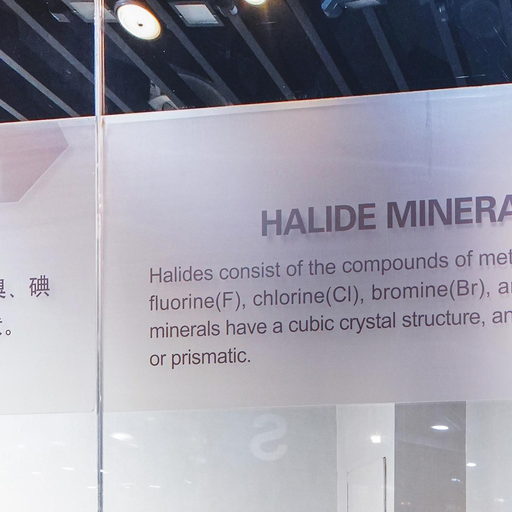 、碘
。
HALIDE MINERA
Halides consist of the compounds of met
fluorine(F), chlorine(Cl), bromine(Br), a
minerals have a cubic crystal structure, an
or prismatic.
S